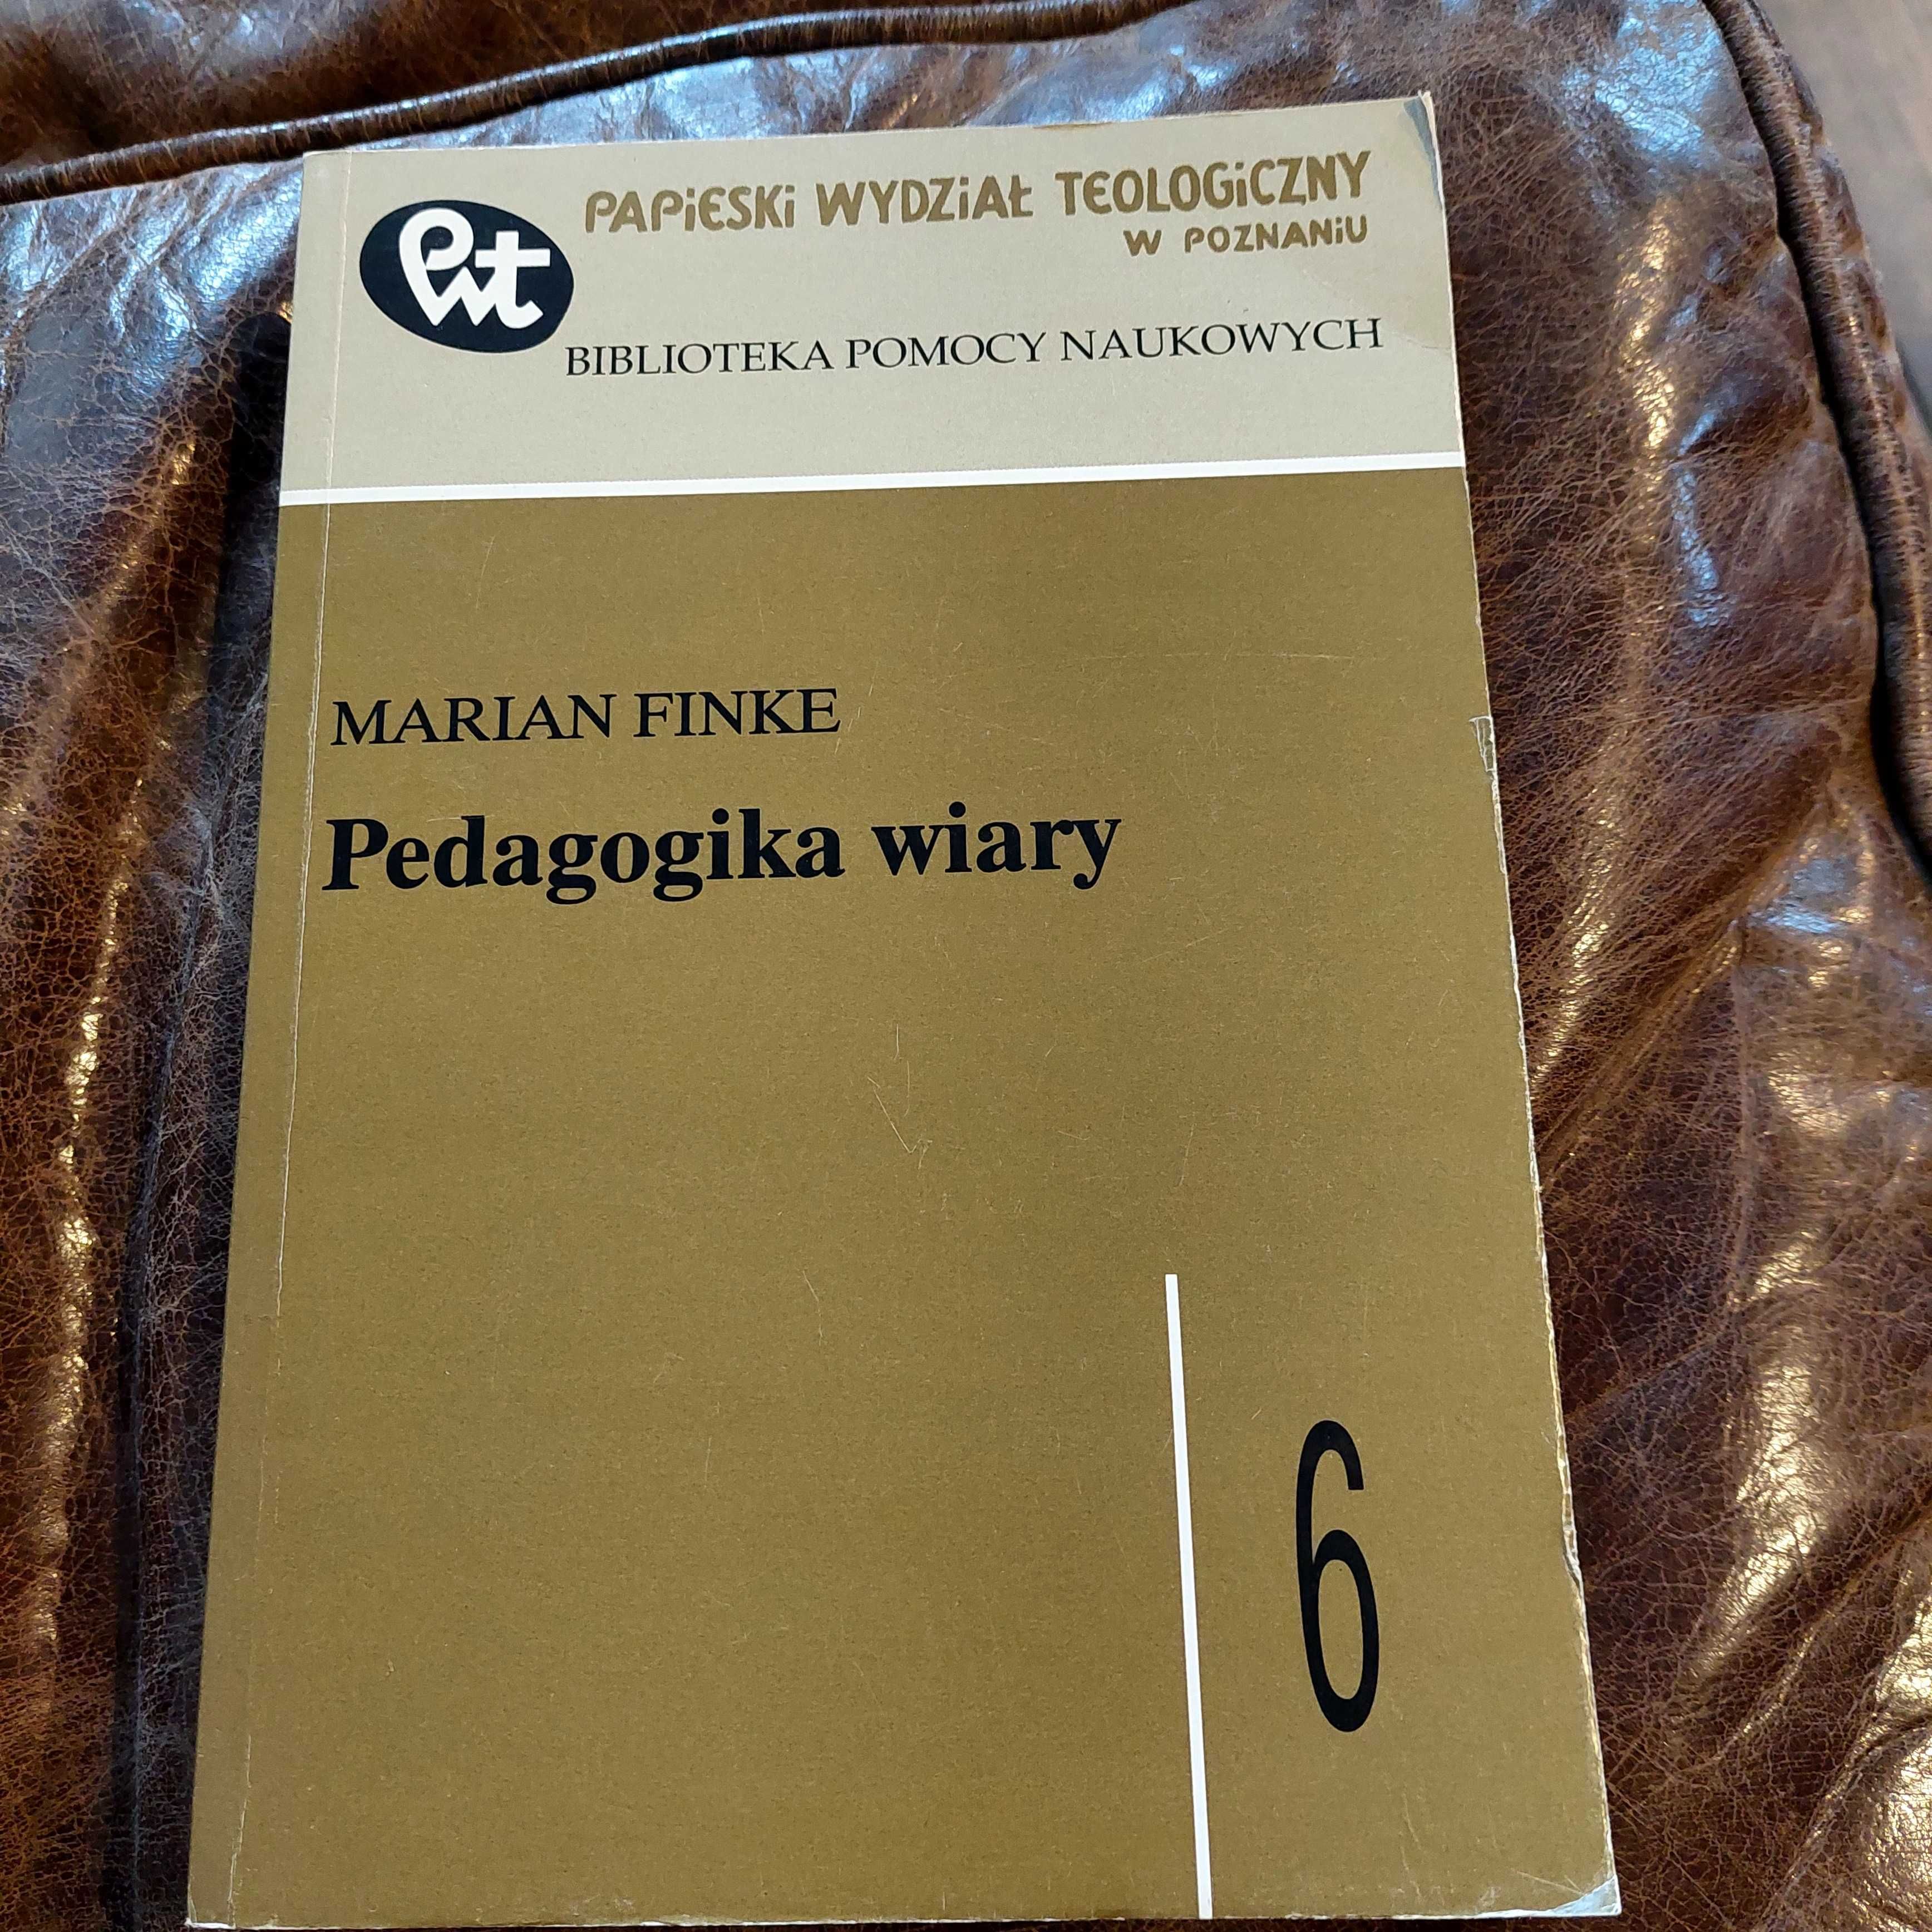 Pwt
PAPIESKI WYDZIAŁ TEOLOGICZNY
W POZNANIU
BIBLIOTEKA POMOCY NAUKOWYCH
MARIAN FINKE
Pedagogika wiary
6